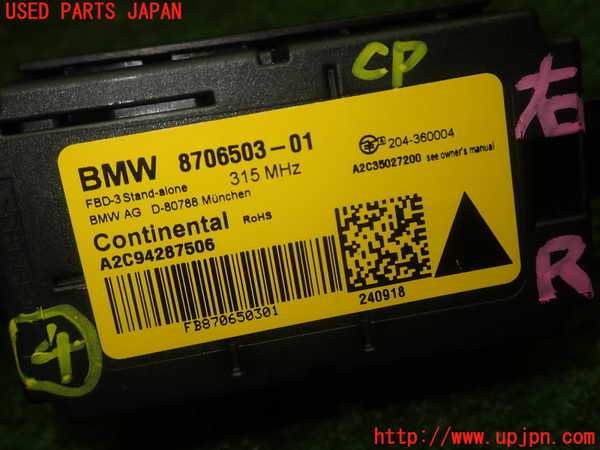 USED PARTS JAPAN
CP
右
BMW 8706503-01
FBD-3 Stand-alone 315 MHz
BMW AG D-80788 München
204-360004
A2C35027200 see owner's manual
Continental RoHS
A2C94287506
FB870650301
240918
R
4
http://www.upjpn.com/